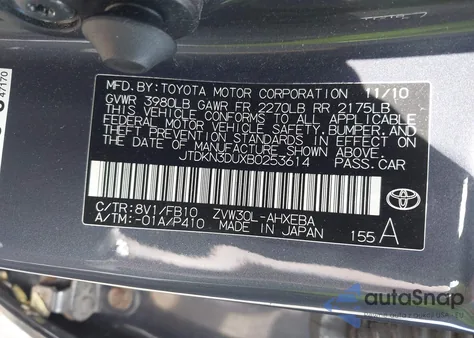 MFD. BY: TOYOTA MOTOR CORPORATION 11/10
GVWR 3980LB GAWR FR 2270LB RR 2175LB
THIS VEHICLE CONFORMS TO ALL APPLICABLE
FEDERAL MOTOR VEHICLE SAFETY, BUMPER, AND
THEFT PREVENTION STANDARDS IN EFFECT ON
THE DATE OF MANUFACTURE SHOWN ABOVE.
JTDKN3DUXB0253614 PASS. CAR
C/TR: 8V1/FB10 ZVW30L-AHXEBA
A/TM: -01A/P410 MADE IN JAPAN 155 A
TOYOTA
47170
autoSnap